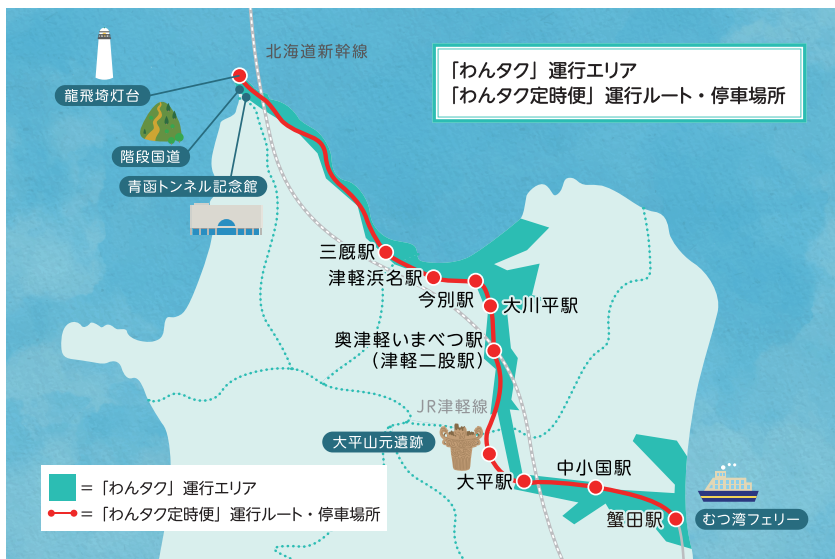 「わんタク」運行エリア
「わんタク定時便」運行ルート・停車場所
北海道新幹線
龍飛埼灯台
階段国道
青函トンネル記念館
三厩駅
津軽浜名駅
今別駅
大川平駅
奥津軽いまべつ駅
（津軽二股駅）
JR津軽線
大平山元遺跡
大平駅
中小国駅
蟹田駅
むつ湾フェリー
＝「わんタク」運行エリア
＝「わんタク定時便」運行ルート・停車場所